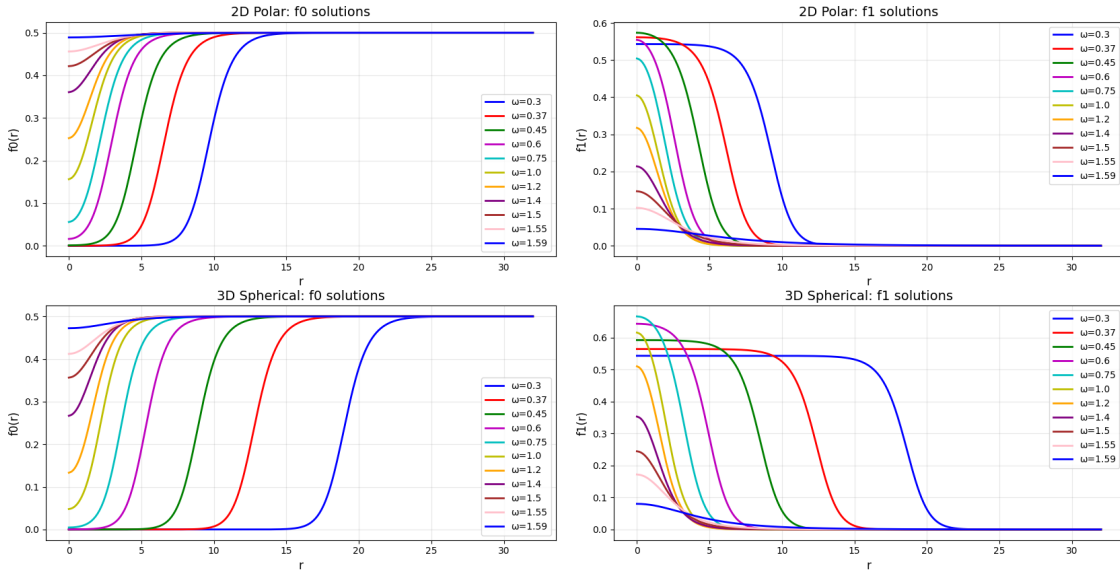 2D Polar: f0 solutions
f0(r)
0.5
0.4
0.3
0.2
0.1
0.0
0
5
10
15
20
25
30
r
ω=0.3
ω=0.37
ω=0.45
ω=0.6
ω=0.75
ω=1.0
ω=1.2
ω=1.4
ω=1.5
ω=1.55
ω=1.59
2D Polar: f1 solutions
f1(r)
0.6
0.5
0.4
0.3
0.2
0.1
0.0
0
5
10
15
20
25
30
r
ω=0.3
ω=0.37
ω=0.45
ω=0.6
ω=0.75
ω=1.0
ω=1.2
ω=1.4
ω=1.5
ω=1.55
ω=1.59
3D Spherical: f0 solutions
f0(r)
0.5
0.4
0.3
0.2
0.1
0.0
0
5
10
15
20
25
30
r
ω=0.3
ω=0.37
ω=0.45
ω=0.6
ω=0.75
ω=1.0
ω=1.2
ω=1.4
ω=1.5
ω=1.55
ω=1.59
3D Spherical: f1 solutions
f1(r)
0.6
0.5
0.4
0.3
0.2
0.1
0.0
0
5
10
15
20
25
30
r
ω=0.3
ω=0.37
ω=0.45
ω=0.6
ω=0.75
ω=1.0
ω=1.2
ω=1.4
ω=1.5
ω=1.55
ω=1.59